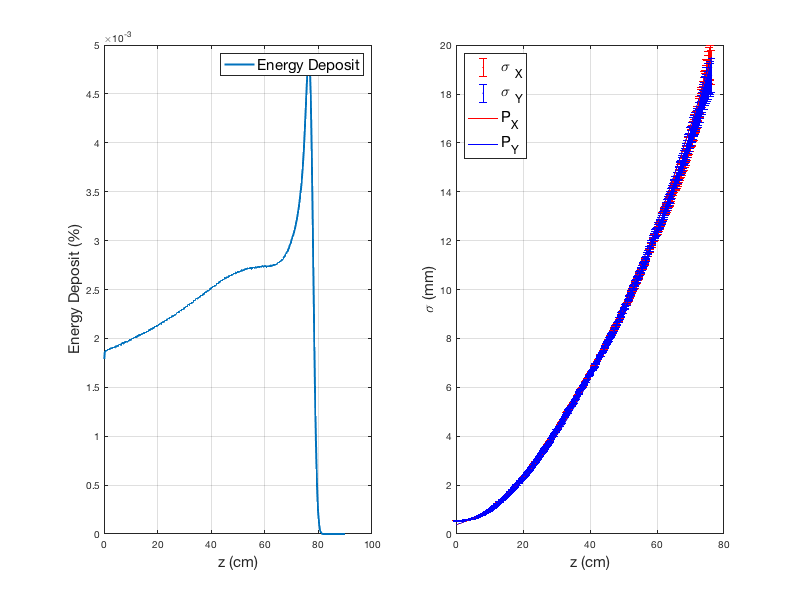 ×10⁻³
Energy Deposit
5
4.5
4
3.5
3
2.5
2
1.5
1
0.5
0
Energy Deposit (%)
0 20 40 60 80 100
z (cm)
σ X
σ Y
P X
P Y
20
18
16
14
12
10
8
6
4
2
0
σ (mm)
0 20 40 60 80
z (cm)